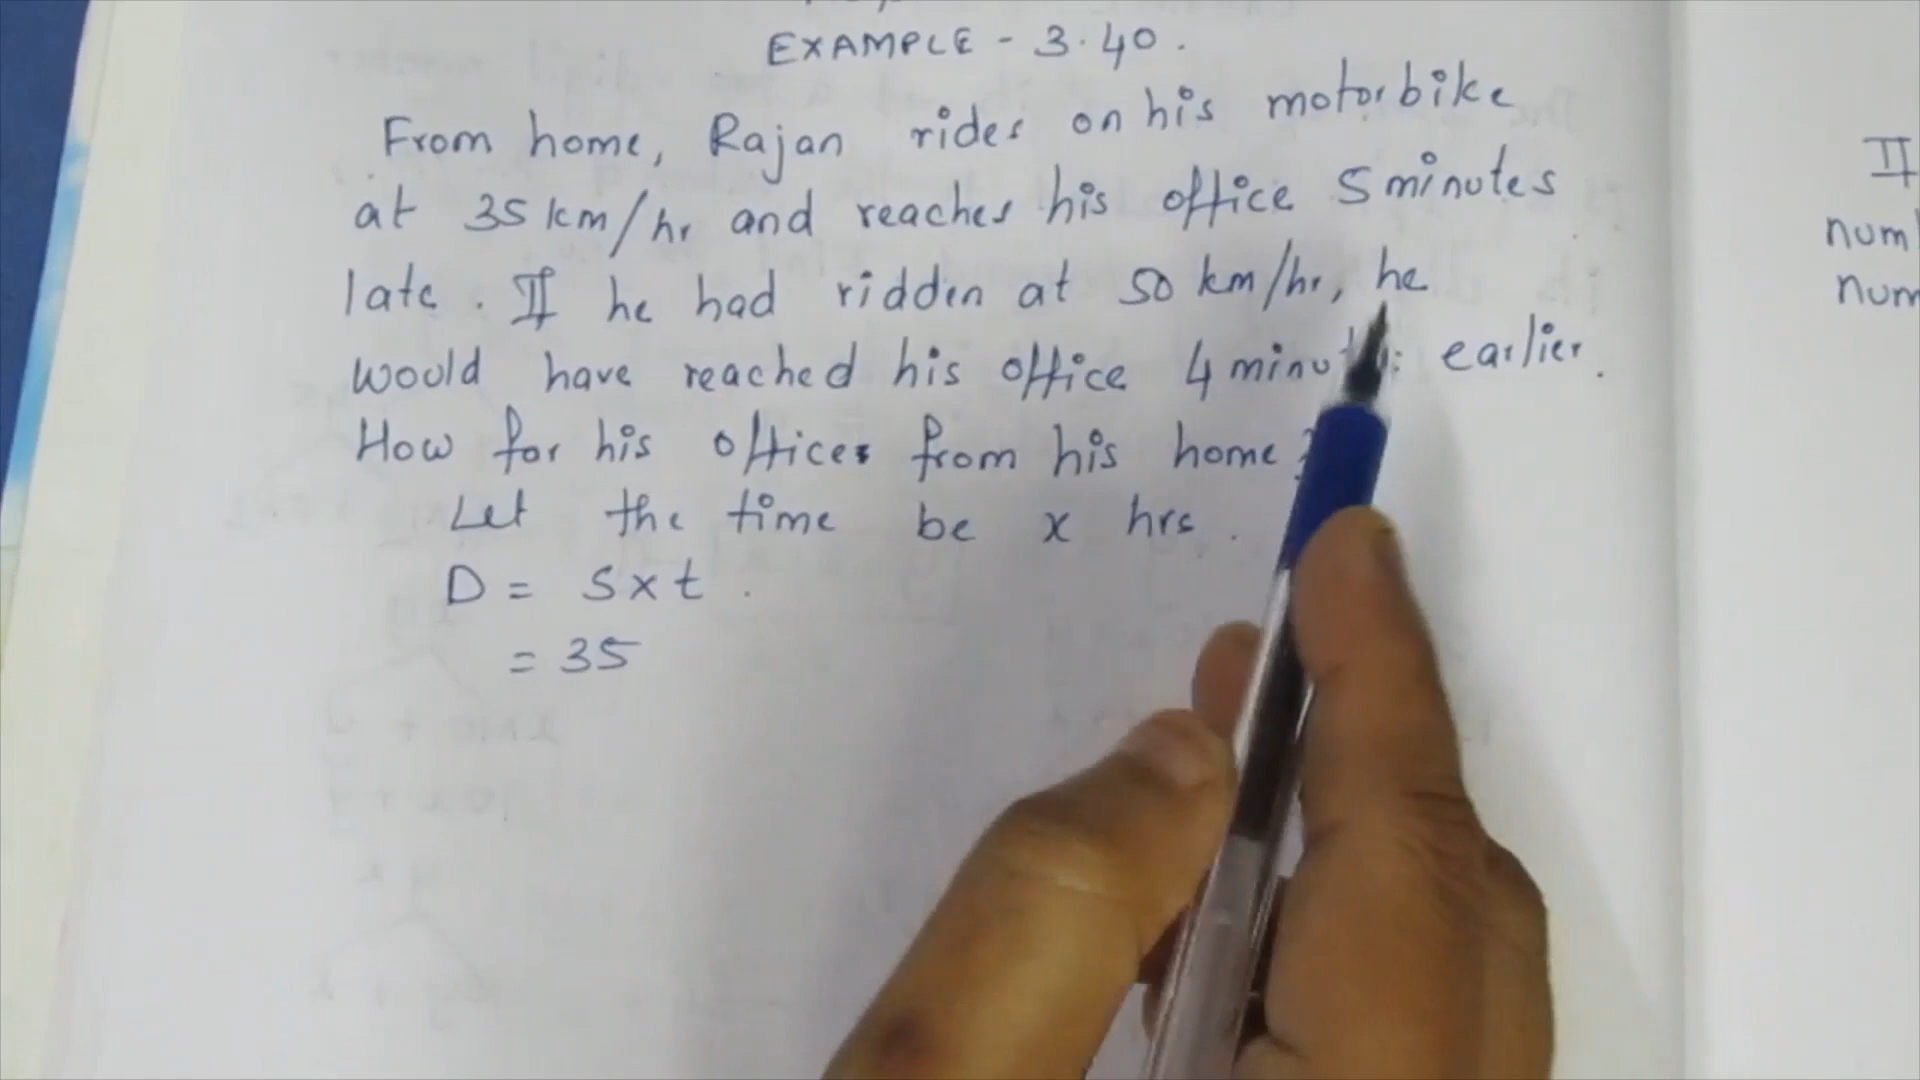 EXAMPLE - 3.40.
From home, Rajan rides on his motorbike
at 35 km/hr and reaches his office 5 minutes
late. If he had ridden at 50 km/hr, he
would have reached his office 4 earlier.
How for his offices from his home?
Let the time be x hrs.
D = S x t.
= 35
II